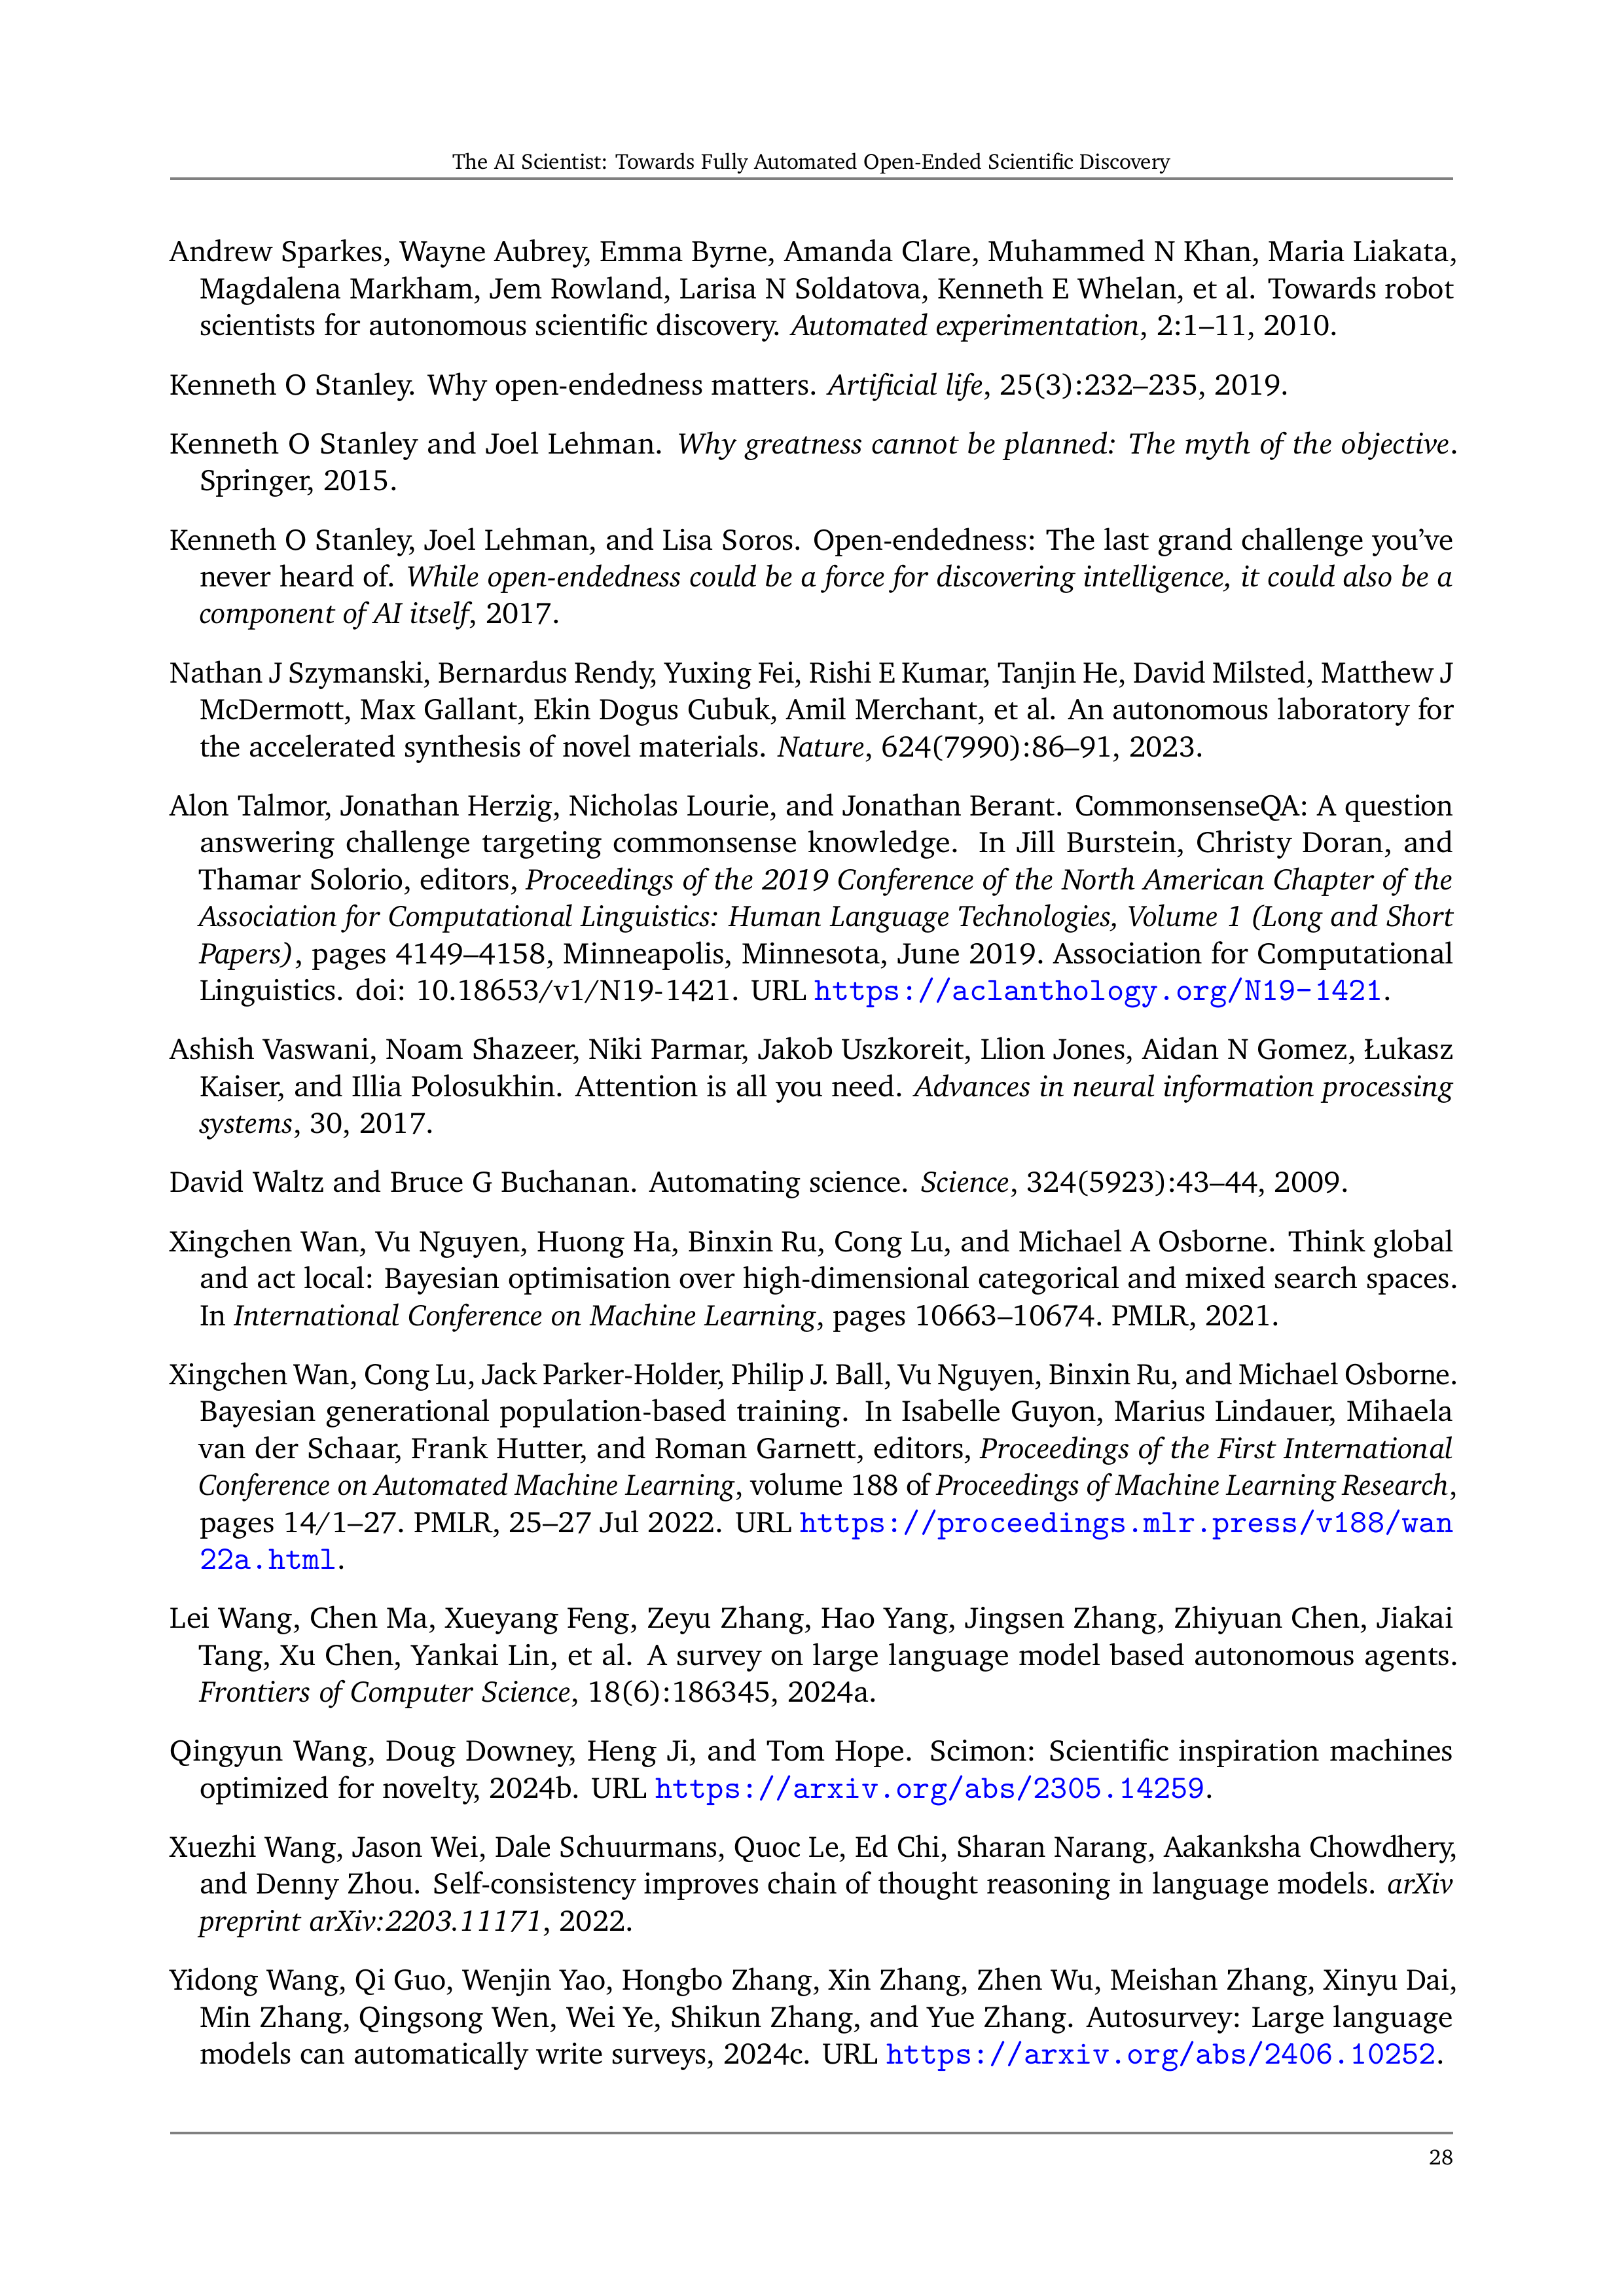 The AI Scientist: Towards Fully Automated Open-Ended Scientific Discovery
Andrew Sparkes, Wayne Aubrey, Emma Byrne, Amanda Clare, Muhammed N Khan, Maria Liakata,
Magdalena Markham, Jem Rowland, Larisa N Soldatova, Kenneth E Whelan, et al. Towards robot
scientists for autonomous scientific discovery. Automated experimentation, 2:1–11, 2010.
Kenneth O Stanley. Why open-endedness matters. Artificial life, 25(3):232–235, 2019.
Kenneth O Stanley and Joel Lehman. Why greatness cannot be planned: The myth of the objective.
Springer, 2015.
Kenneth O Stanley, Joel Lehman, and Lisa Soros. Open-endedness: The last grand challenge you’ve
never heard of. While open-endedness could be a force for discovering intelligence, it could also be a
component of AI itself, 2017.
Nathan J Szymanski, Bernardus Rendy, Yuxing Fei, Rishi E Kumar, Tanjin He, David Milsted, Matthew J
McDermott, Max Gallant, Ekin Dogus Cubuk, Amil Merchant, et al. An autonomous laboratory for
the accelerated synthesis of novel materials. Nature, 624(7990):86–91, 2023.
Alon Talmor, Jonathan Herzig, Nicholas Lourie, and Jonathan Berant. CommonsenseQA: A question
answering challenge targeting commonsense knowledge. In Jill Burstein, Christy Doran, and
Thamar Solorio, editors, Proceedings of the 2019 Conference of the North American Chapter of the
Association for Computational Linguistics: Human Language Technologies, Volume 1 (Long and Short
Papers), pages 4149–4158, Minneapolis, Minnesota, June 2019. Association for Computational
Linguistics. doi: 10.18653/v1/N19-1421. URL https://aclanthology.org/N19-1421.
Ashish Vaswani, Noam Shazeer, Niki Parmar, Jakob Uszkoreit, Llion Jones, Aidan N Gomez, Łukasz
Kaiser, and Illia Polosukhin. Attention is all you need. Advances in neural information processing
systems, 30, 2017.
David Waltz and Bruce G Buchanan. Automating science. Science, 324(5923):43–44, 2009.
Xingchen Wan, Vu Nguyen, Huong Ha, Binxin Ru, Cong Lu, and Michael A Osborne. Think global
and act local: Bayesian optimisation over high-dimensional categorical and mixed search spaces.
In International Conference on Machine Learning, pages 10663–10674. PMLR, 2021.
Xingchen Wan, Cong Lu, Jack Parker-Holder, Philip J. Ball, Vu Nguyen, Binxin Ru, and Michael Osborne.
Bayesian generational population-based training. In Isabelle Guyon, Marius Lindauer, Mihaela
van der Schaar, Frank Hutter, and Roman Garnett, editors, Proceedings of the First International
Conference on Automated Machine Learning, volume 188 of Proceedings of Machine Learning Research,
pages 14/1–27. PMLR, 25–27 Jul 2022. URL https://proceedings.mlr.press/v188/wan
22a.html.
Lei Wang, Chen Ma, Xueyang Feng, Zeyu Zhang, Hao Yang, Jingsen Zhang, Zhiyuan Chen, Jiakai
Tang, Xu Chen, Yankai Lin, et al. A survey on large language model based autonomous agents.
Frontiers of Computer Science, 18(6):186345, 2024a.
Qingyun Wang, Doug Downey, Heng Ji, and Tom Hope. Scimon: Scientific inspiration machines
optimized for novelty, 2024b. URL https://arxiv.org/abs/2305.14259.
Xuezhi Wang, Jason Wei, Dale Schuurmans, Quoc Le, Ed Chi, Sharan Narang, Aakanksha Chowdhery,
and Denny Zhou. Self-consistency improves chain of thought reasoning in language models. arXiv
preprint arXiv:2203.11171, 2022.
Yidong Wang, Qi Guo, Wenjin Yao, Hongbo Zhang, Xin Zhang, Zhen Wu, Meishan Zhang, Xinyu Dai,
Min Zhang, Qingsong Wen, Wei Ye, Shikun Zhang, and Yue Zhang. Autosurvey: Large language
models can automatically write surveys, 2024c. URL https://arxiv.org/abs/2406.10252.
28